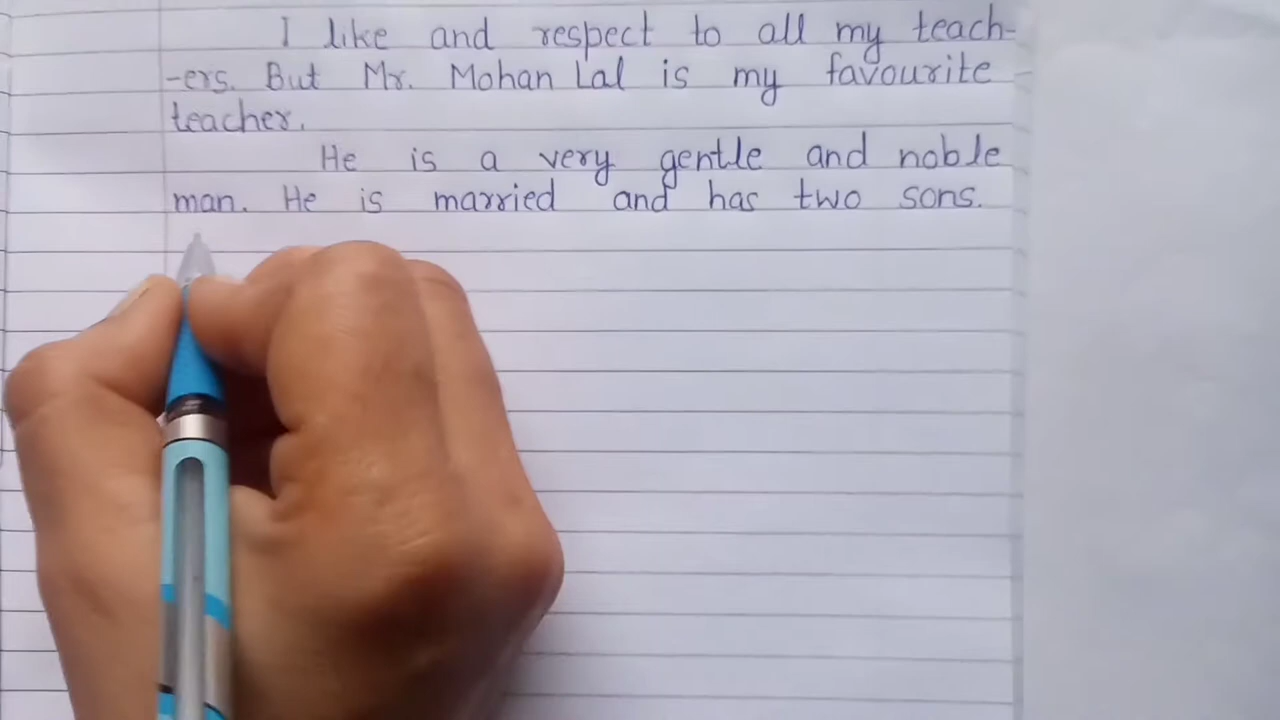 I like and respect to all my teach-
-ers. But Mr. Mohan Lal is my favourite
teacher.
He is a very gentle and noble
man. He is married and has two sons.